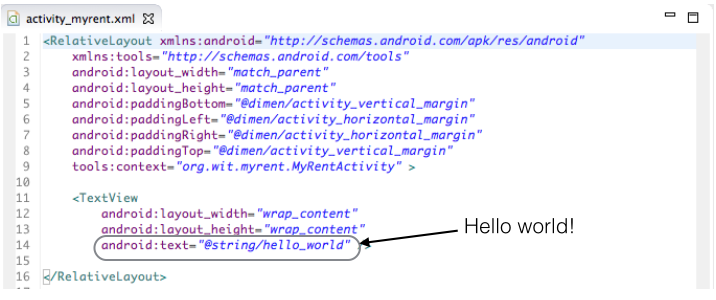 activity_myrent.xml
1 <RelativeLayout xmlns:android="http://schemas.android.com/apk/res/android"
2 xmlns:tools="http://schemas.android.com/tools"
3 android:layout_width="match_parent"
4 android:layout_height="match_parent"
5 android:paddingBottom="@dimen/activity_vertical_margin"
6 android:paddingLeft="@dimen/activity_horizontal_margin"
7 android:paddingRight="@dimen/activity_horizontal_margin"
8 android:paddingTop="@dimen/activity_vertical_margin"
9 tools:context="org.wit.myrent.MyRentActivity" >
10
11 <TextView
12 android:layout_width="wrap_content"
13 android:layout_height="wrap_content"
14 android:text="@string/hello_world" />
Hello world!
15
16 </RelativeLayout>